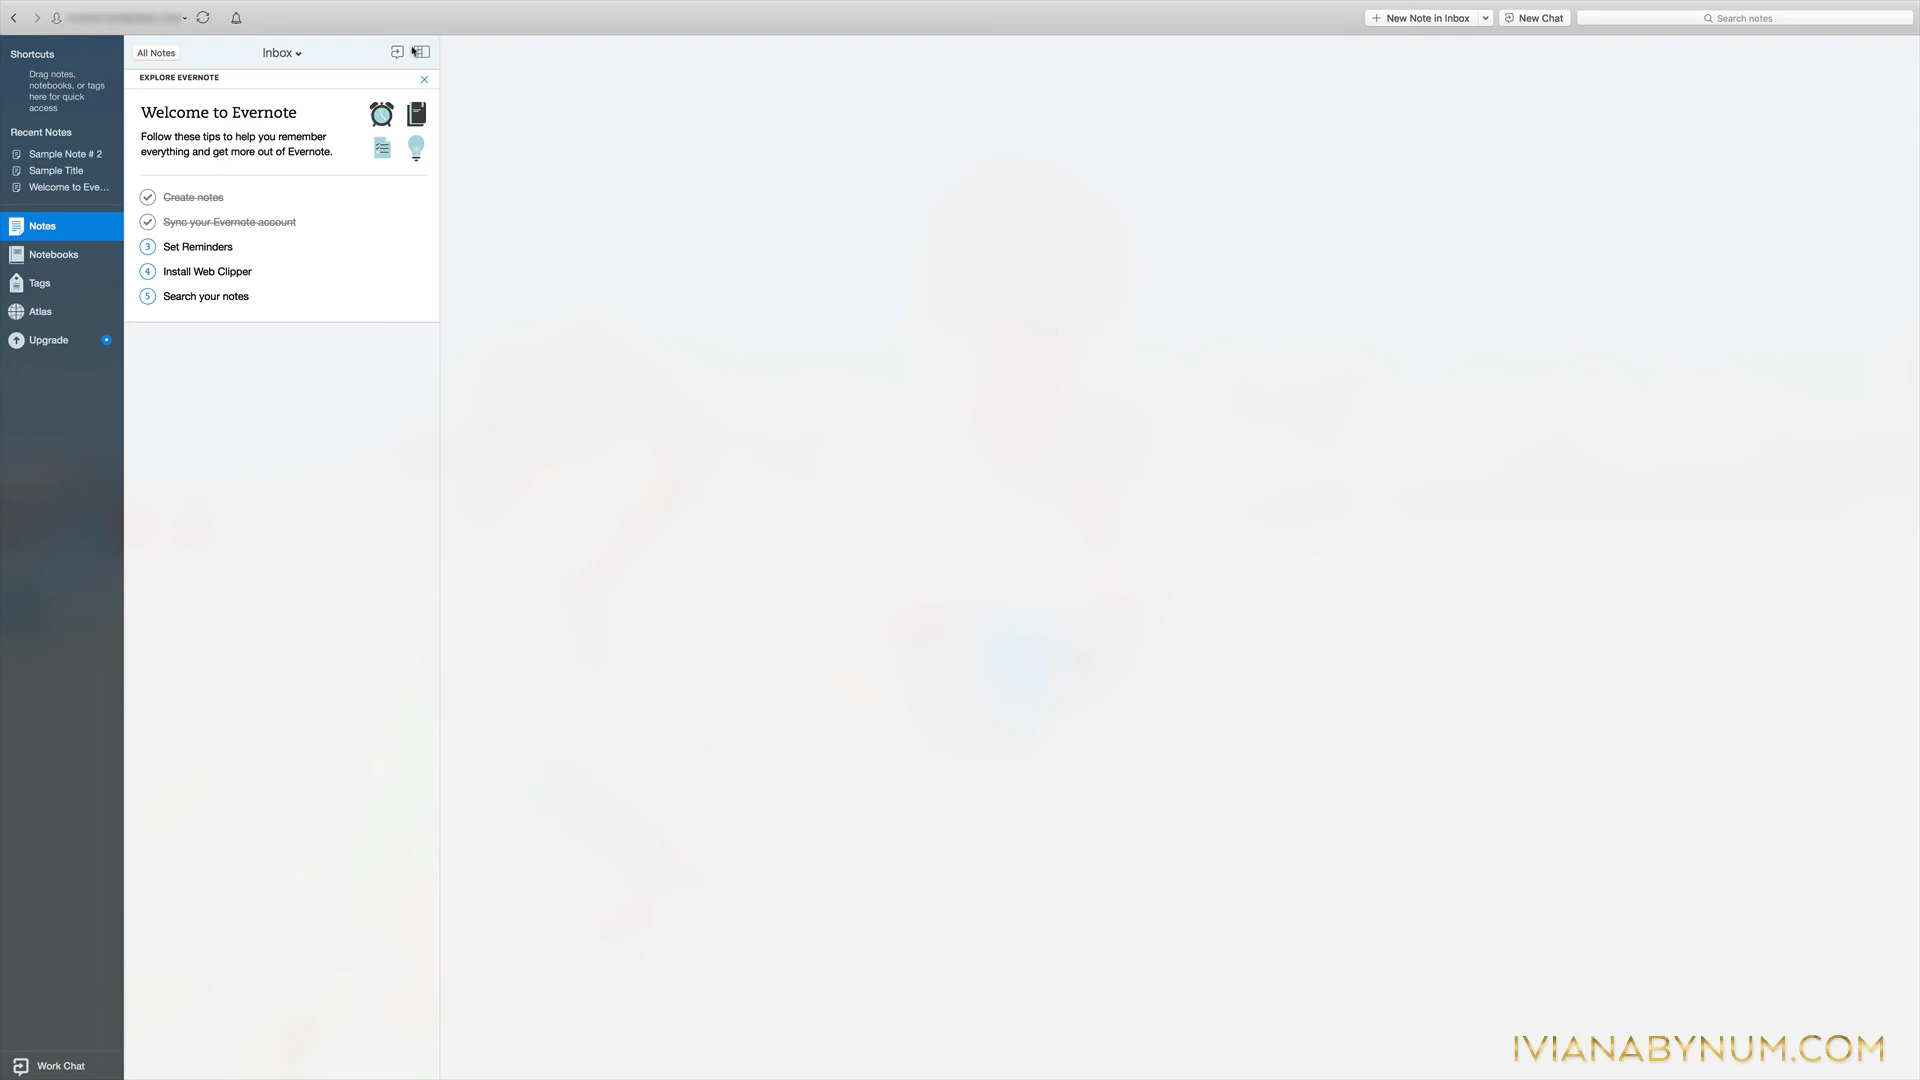 New Note in Inbox
New Chat
Search notes
Shortcuts
Drag notes,
notebooks, or tags
here for quick
access
Recent Notes
Sample Note # 2
Sample Title
Welcome to Eve...
Notes
Notebooks
Tags
Atlas
Upgrade
Work Chat
All Notes
Inbox
EXPLORE EVERNOTE
Welcome to Evernote
Follow these tips to help you remember
everything and get more out of Evernote.
Create notes
Sync your Evernote account
3 Set Reminders
4 Install Web Clipper
5 Search your notes
IVIANABYNUM.COM